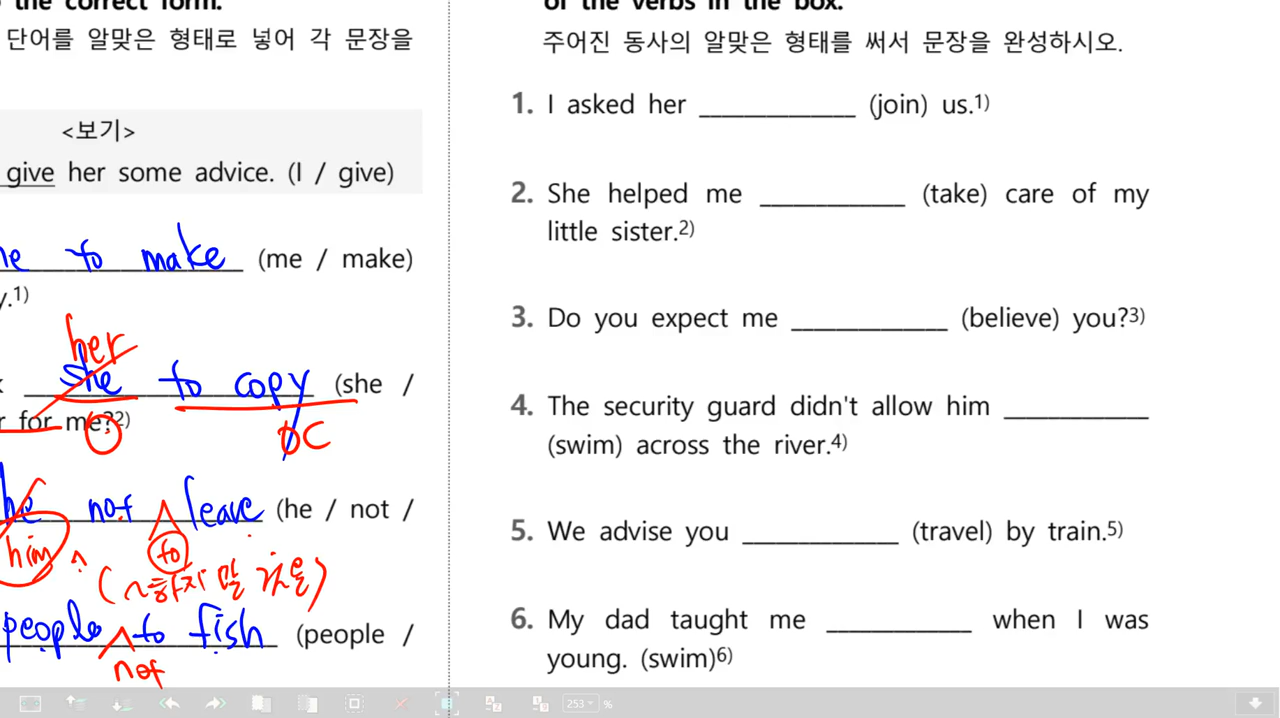 the correct form.
단어를 알맞은 형태로 넣어 각 문장을
<보기>
give her some advice. (I / give)
to make (me / make)
.1)
her
she to copy (she /
for me?2)
O OC
he not leave (he / not /
him to
(~하지 말 것을)
people to fish (people /
not
of the verbs in the box.
주어진 동사의 알맞은 형태를 써서 문장을 완성하시오.
1. I asked her ____________ (join) us.1)
2. She helped me ___________ (take) care of my
little sister.2)
3. Do you expect me ____________ (believe) you?3)
4. The security guard didn't allow him ___________
(swim) across the river.4)
5. We advise you ______________ (travel) by train.5)
6. My dad taught me ___________ when I was
young. (swim)6)
253 %